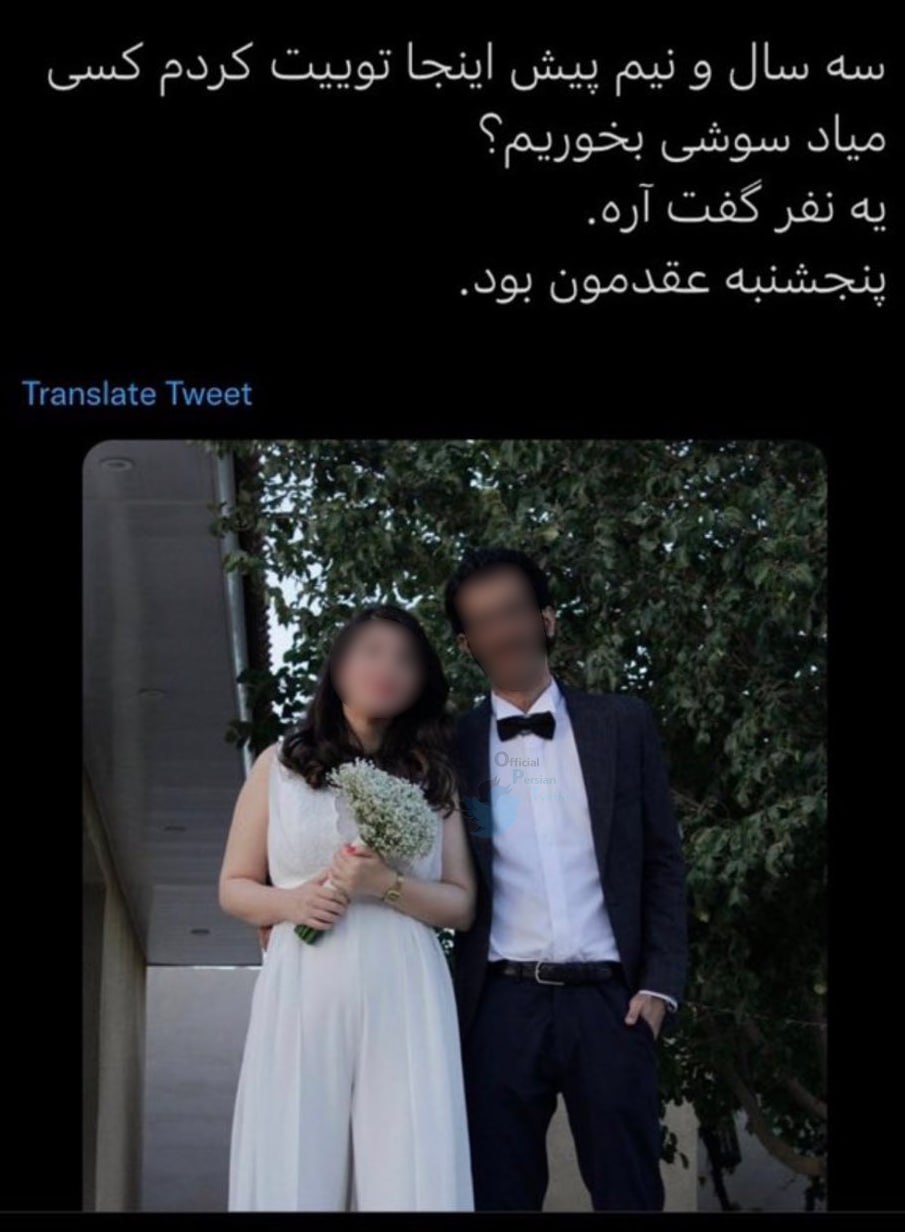 سه سال و نیم پیش اینجا توییت کردم کسی
میاد سوشی بخوریم؟
یه نفر گفت آره.
پنجشنبه عقدمون بود.
Translate Tweet
Official
Persian